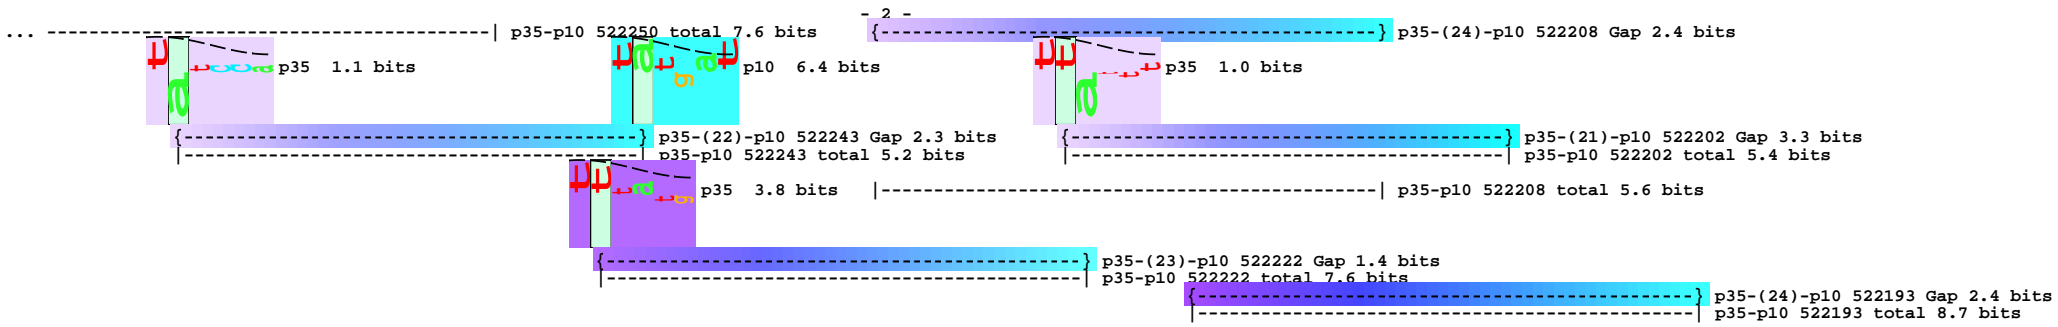 - 2 -
... ----------------------------------| p35-p10 522250 total 7.6 bits
{--------------------------------------} p35-(24)-p10 522208 Gap 2.4 bits
t a t c c a p35 1.1 bits
t a t g a t p10 6.4 bits
t t a t t t p35 1.0 bits
{-----------------------------------} p35-(22)-p10 522243 Gap 2.3 bits
{---------------------------------} p35-(21)-p10 522202 Gap 3.3 bits
|-----------------------------------| p35-p10 522243 total 5.2 bits
|---------------------------------| p35-p10 522202 total 5.4 bits
t t t a t g p35 3.8 bits
|--------------------------------------| p35-p10 522208 total 5.6 bits
{------------------------------------} p35-(23)-p10 522222 Gap 1.4 bits
|------------------------------------| p35-p10 522222 total 7.6 bits
{--------------------------------------} p35-(24)-p10 522193 Gap 2.4 bits
|--------------------------------------| p35-p10 522193 total 8.7 bits